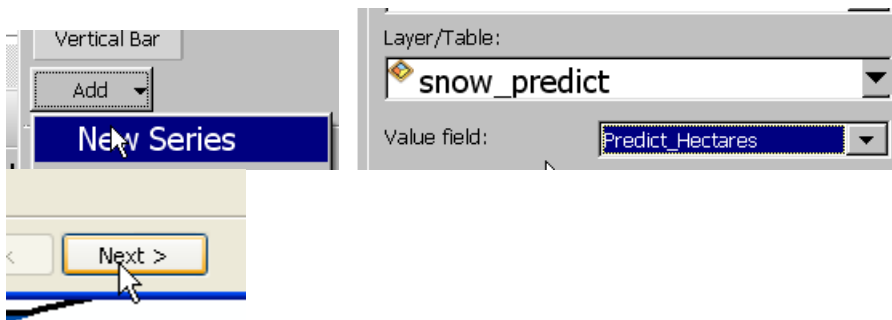 Vertical Bar
Add
New Series
Layer/Table:
snow_predict
Value field:
Predict_Hectares
<
Next >